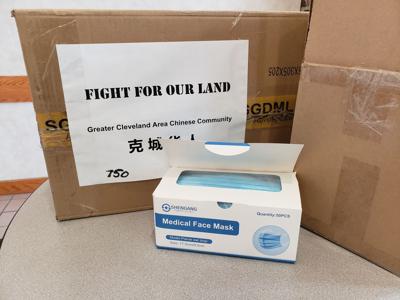 FIGHT FOR OUR LAND
Greater Cleveland Area Chinese Community
克城华人
750
SGDML
SHENGANG
Quantity: 50PCS
Medical Face Mask